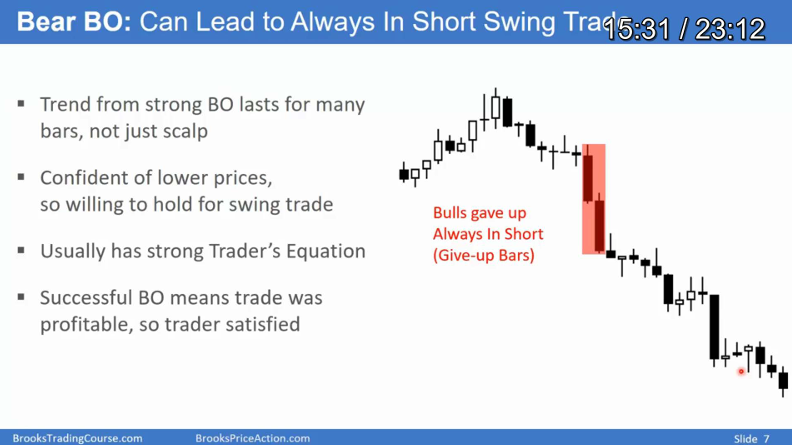 Bear BO: Can Lead to Always In Short Swing Trade
15:31 / 23:12
▪ Trend from strong BO lasts for many
bars, not just scalp
▪ Confident of lower prices,
so willing to hold for swing trade
▪ Usually has strong Trader's Equation
▪ Successful BO means trade was
profitable, so trader satisfied
Bulls gave up
Always In Short
(Give-up Bars)
BrooksTradingCourse.com
BrooksPriceAction.com
Slide 7